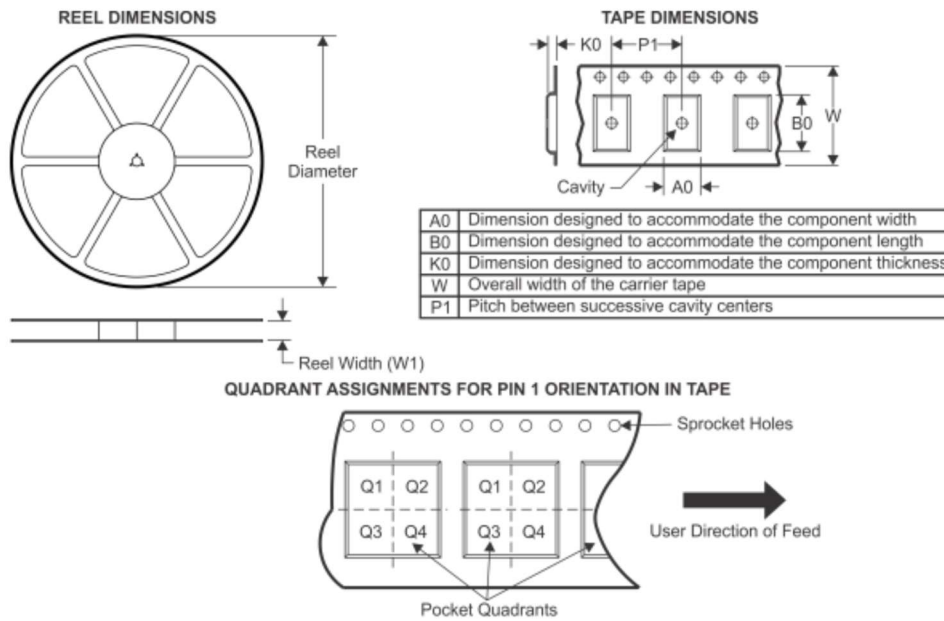 REEL DIMENSIONS
Reel
Diameter
Reel Width (W1)
TAPE DIMENSIONS
K0
P1
B0
W
Cavity
A0
A0 Dimension designed to accommodate the component width
B0 Dimension designed to accommodate the component length
K0 Dimension designed to accommodate the component thickness
W Overall width of the carrier tape
P1 Pitch between successive cavity centers
QUADRANT ASSIGNMENTS FOR PIN 1 ORIENTATION IN TAPE
Sprocket Holes
Q1 Q2 Q1 Q2
Q3 Q4 Q3 Q4
User Direction of Feed
Pocket Quadrants